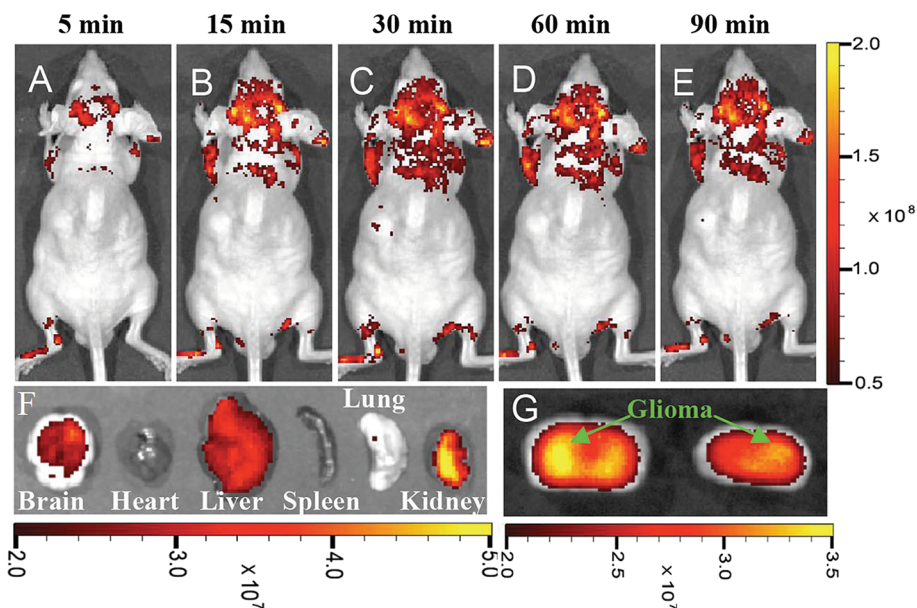 5 min 15 min 30 min 60 min 90 min
A B C D E
2.0
1.5
x 10⁸
1.0
0.5
F Lung G Glioma
Brain Heart Liver Spleen Kidney
2.0 3.0 4.0 5.0 2.0 2.5 3.0 3.5
x 10⁷ x 10⁷